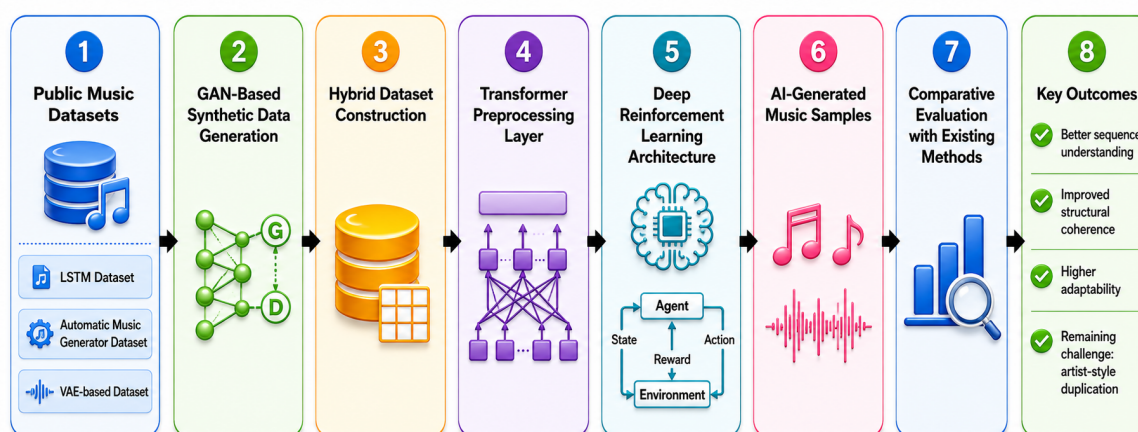 1
Public Music
Datasets
LSTM Dataset
Automatic Music
Generator Dataset
VAE-based Dataset
2
GAN-Based
Synthetic Data
Generation
G
D
3
Hybrid Dataset
Construction
4
Transformer
Preprocessing
Layer
5
Deep
Reinforcement
Learning
Architecture
Agent
State
Action
Reward
Environment
6
AI-Generated
Music Samples
7
Comparative
Evaluation
with Existing
Methods
8
Key Outcomes
Better sequence
understanding
Improved
structural
coherence
Higher
adaptability
Remaining
challenge:
artist-style
duplication